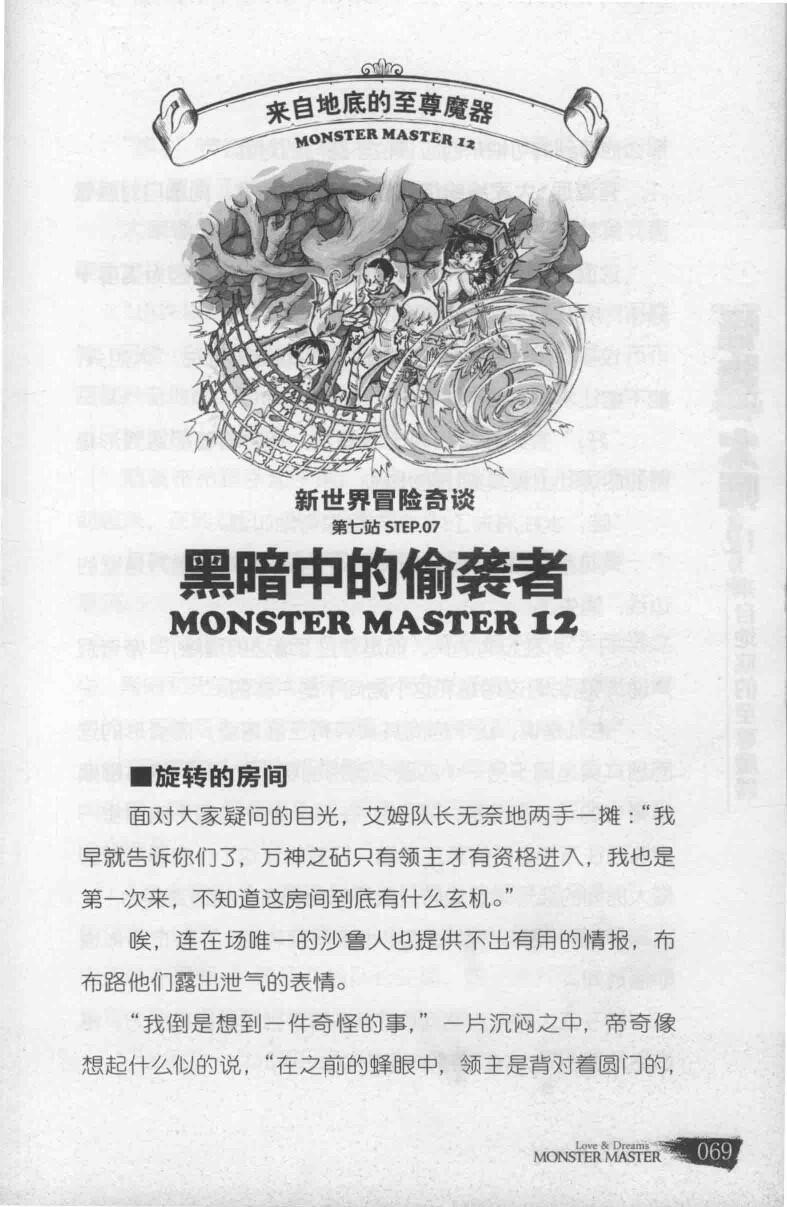 来自地底的至尊魔器
MONSTER MASTER 12
新世界冒险奇谈
第七站 STEP.07
黑暗中的偷袭者
MONSTER MASTER 12
■旋转的房间
面对大家疑问的目光，艾姆队长无奈地两手一摊：“我
早就告诉你们了，万神之砧只有领主才有资格进入，我也是
第一次来，不知道这房间到底有什么玄机。”
唉，连在场唯一的沙鲁人也提供不出有用的情报，布
布路他们露出泄气的表情。
“我倒是想到一件奇怪的事，”一片沉闷之中，帝奇像
想起什么似的说，“在之前的蜂眼中，领主是背对着圆门的，
Love & Dreams
MONSTER MASTER
069